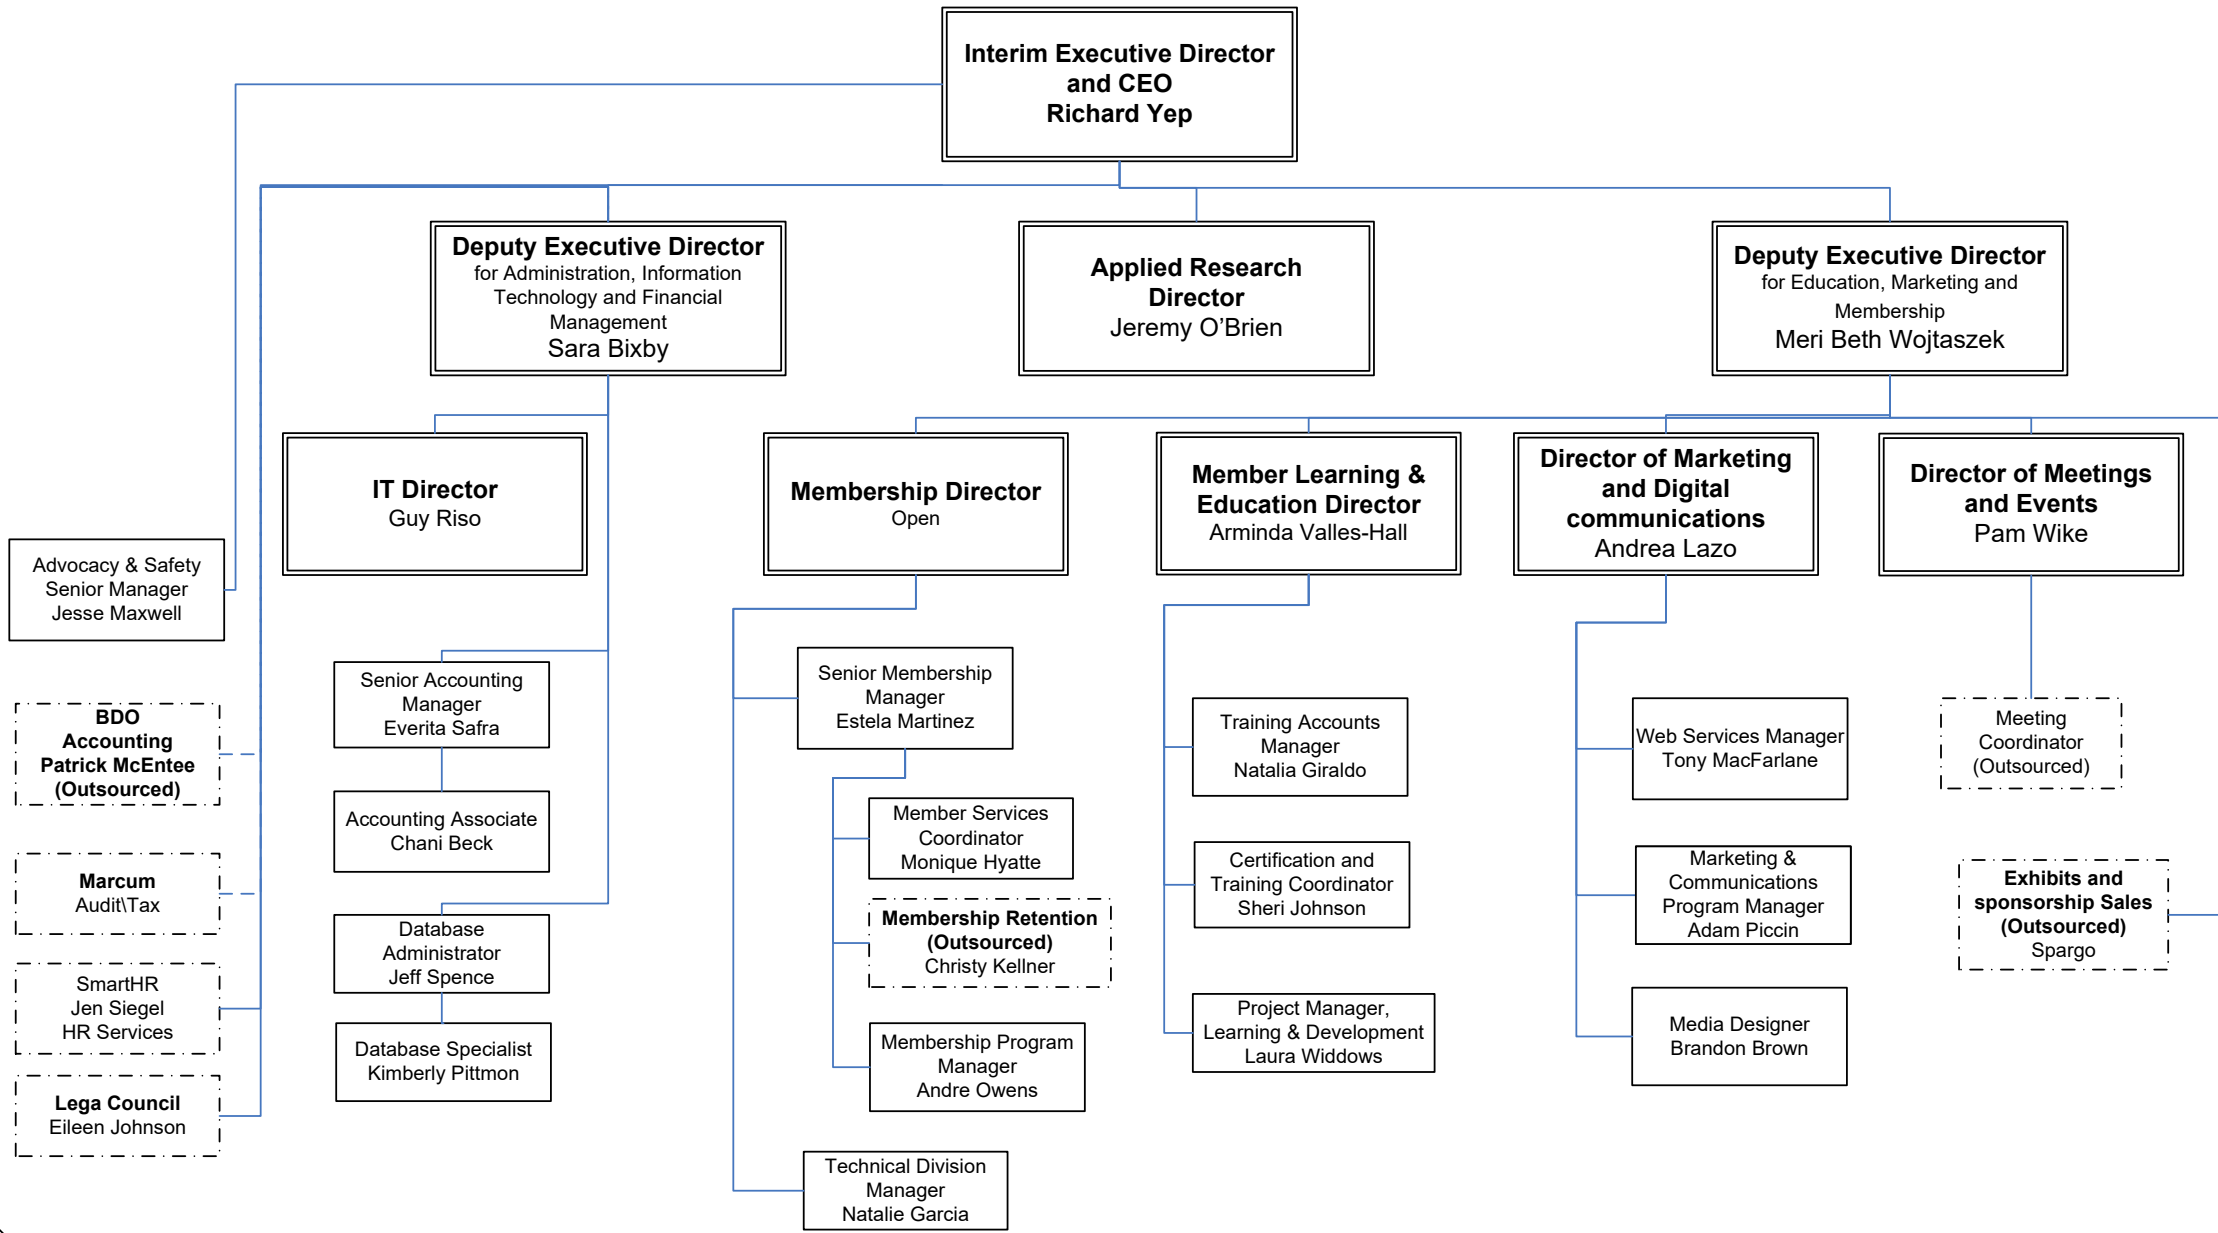 Interim Executive Director
and CEO
Richard Yep
Deputy Executive Director
for Administration, Information
Technology and Financial
Management
Sara Bixby
Applied Research
Director
Jeremy O’Brien
Deputy Executive Director
for Education, Marketing and
Membership
Meri Beth Wojtaszek
IT Director
Guy Riso
Membership Director
Open
Member Learning &
Education Director
Arminda Valles-Hall
Director of Marketing
and Digital
communications
Andrea Lazo
Director of Meetings
and Events
Pam Wike
Advocacy & Safety
Senior Manager
Jesse Maxwell
BDO
Accounting
Patrick McEntee
(Outsourced)
Marcum
Audit\Tax
SmartHR
Jen Siegel
HR Services
Lega Council
Eileen Johnson
Senior Accounting
Manager
Everita Safra
Accounting Associate
Chani Beck
Database
Administrator
Jeff Spence
Database Specialist
Kimberly Pittmon
Senior Membership
Manager
Estela Martinez
Member Services
Coordinator
Monique Hyatte
Membership Retention
(Outsourced)
Christy Kellner
Membership Program
Manager
Andre Owens
Technical Division
Manager
Natalie Garcia
Training Accounts
Manager
Natalia Giraldo
Certification and
Training Coordinator
Sheri Johnson
Project Manager,
Learning & Development
Laura Widdows
Web Services Manager
Tony MacFarlane
Marketing &
Communications
Program Manager
Adam Piccin
Media Designer
Brandon Brown
Meeting
Coordinator
(Outsourced)
Exhibits and
sponsorship Sales
(Outsourced)
Spargo